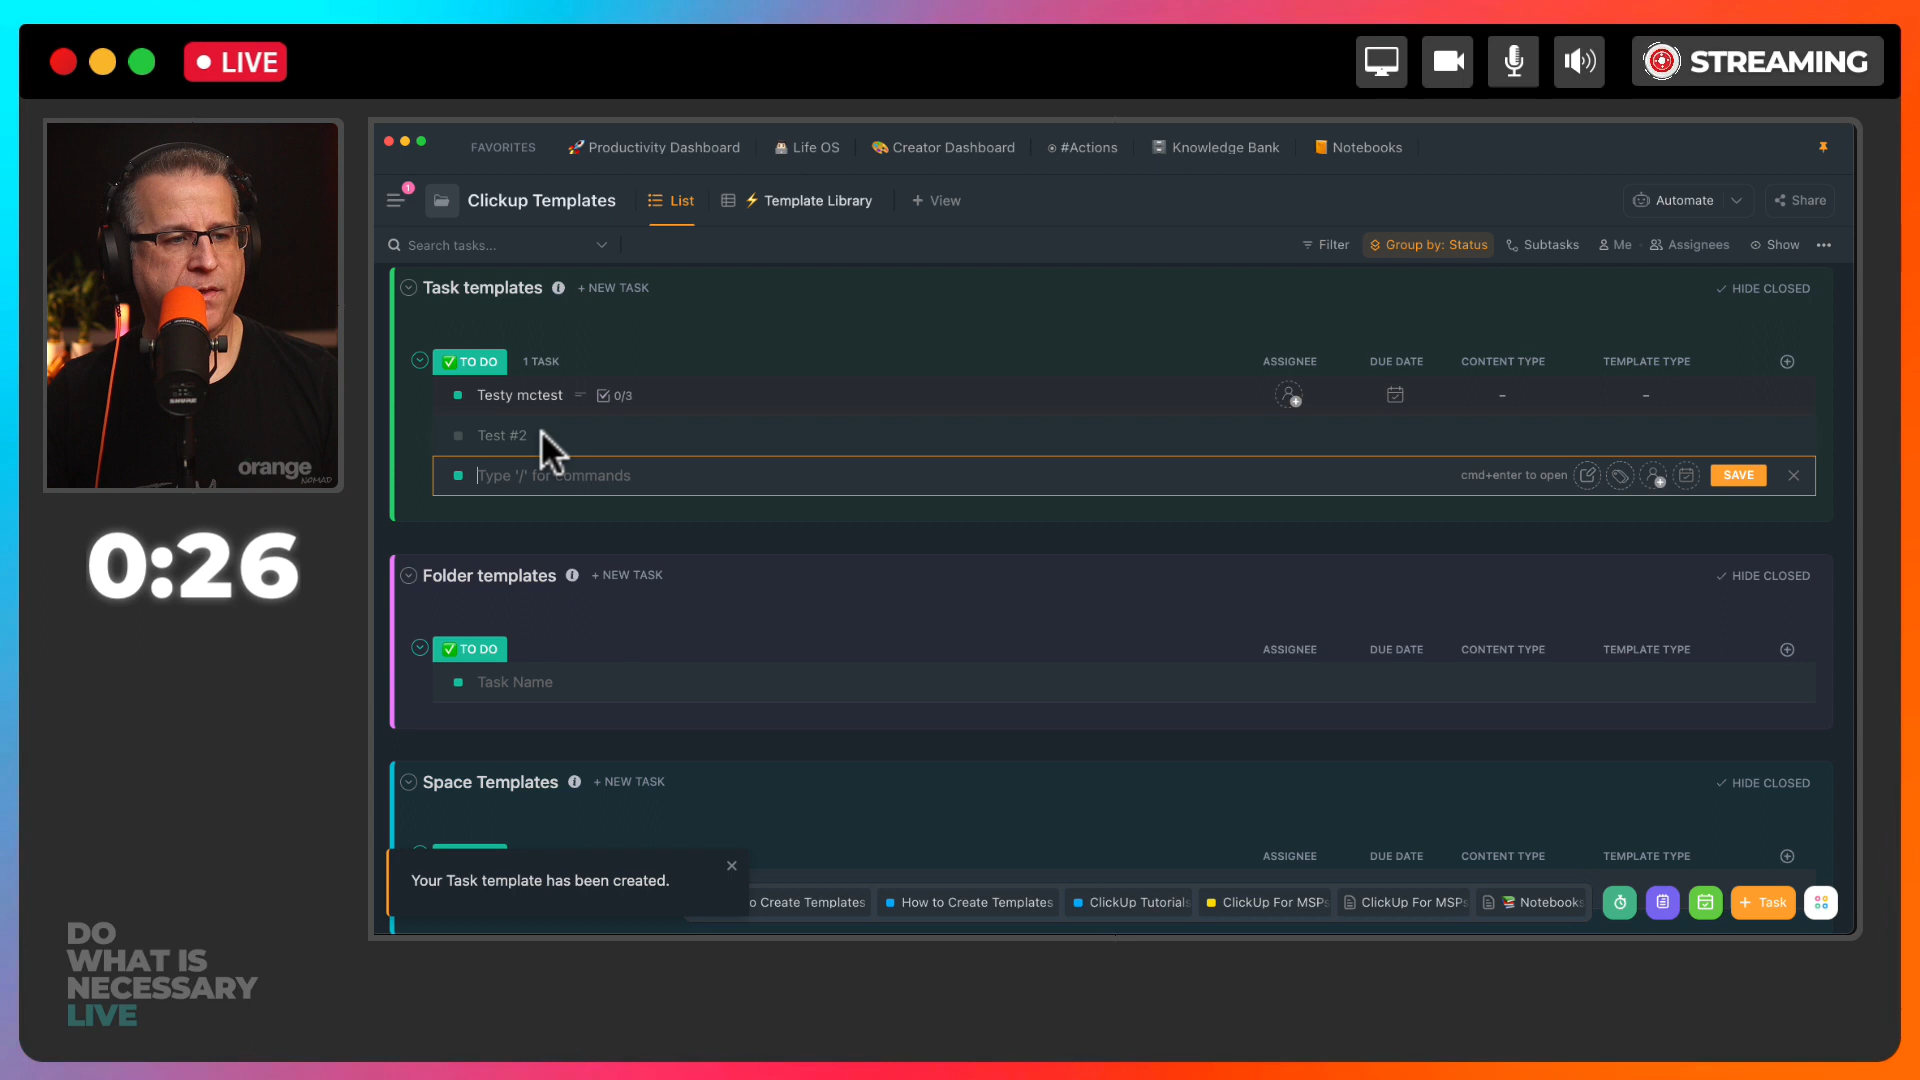 LIVE
STREAMING
FAVORITES
Productivity Dashboard
Life OS
Creator Dashboard
#Actions
Knowledge Bank
Notebooks
1
Clickup Templates
List
Template Library
+ View
Automate
Share
Search tasks...
Filter
Group by: Status
Subtasks
Me
Assignees
Show
Task templates
+ NEW TASK
HIDE CLOSED
TO DO
1 TASK
ASSIGNEE
DUE DATE
CONTENT TYPE
TEMPLATE TYPE
Testy mctest
0/3
–
–
Test #2
Type '/' for commands
cmd+enter to open
SAVE
orange
NOMAD
0:26
Folder templates
+ NEW TASK
HIDE CLOSED
TO DO
ASSIGNEE
DUE DATE
CONTENT TYPE
TEMPLATE TYPE
Task Name
Space Templates
+ NEW TASK
HIDE CLOSED
ASSIGNEE
DUE DATE
CONTENT TYPE
TEMPLATE TYPE
Your Task template has been created.
o Create Templates
How to Create Templates
ClickUp Tutorials
ClickUp For MSPs
ClickUp For MSPs
Notebooks
+ Task
DO
WHAT IS
NECESSARY
LIVE